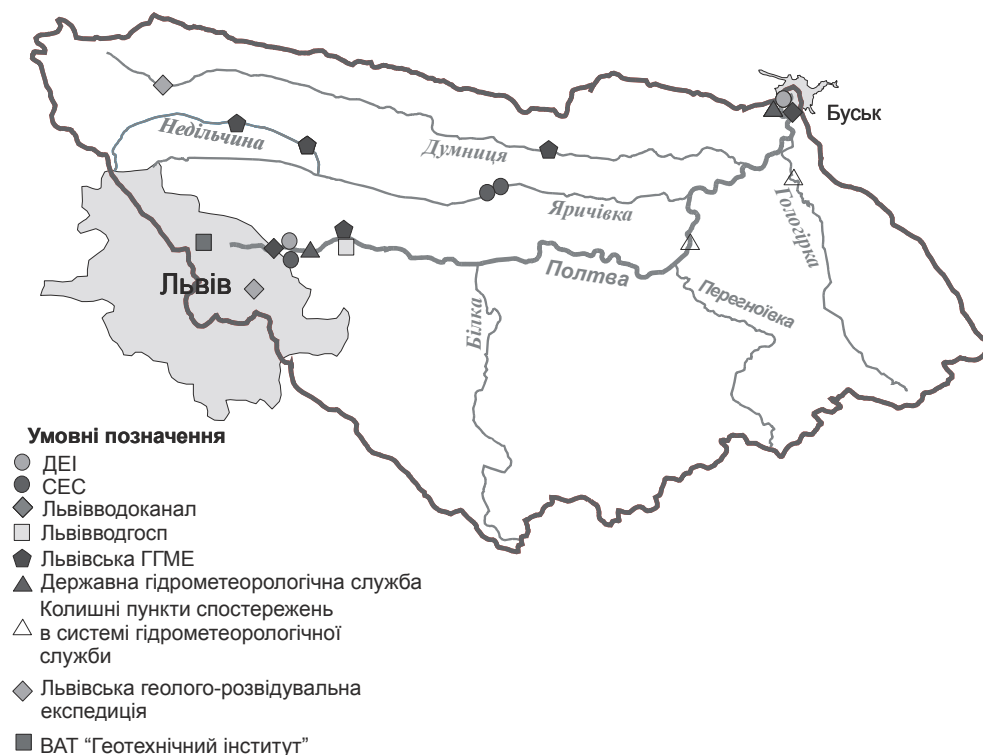 Буськ
Недільчина
Думниця
Яричівка
Гологірка
Полтва
Львів
Білка
Перегноївка
Умовні позначення
ДЕІ
СЕС
Львівводоканал
Львівводгосп
Львівська ГГМЕ
Державна гідрометеорологічна служба
Колишні пункти спостережень
в системі гідрометеорологічної
служби
Львівська геолого-розвідувальна
експедиція
ВАТ “Геотехнічний інститут”